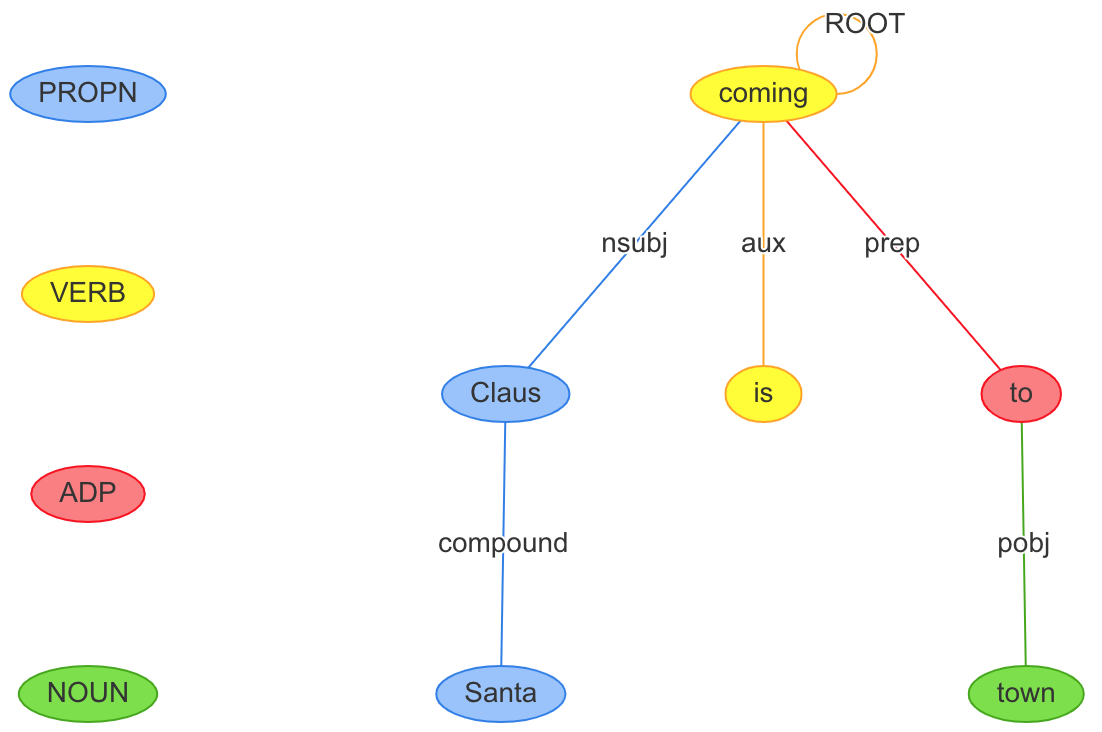 ROOT
PROPN
coming
nsubj
aux
prep
VERB
Claus
is
to
ADP
compound
pobj
NOUN
Santa
town